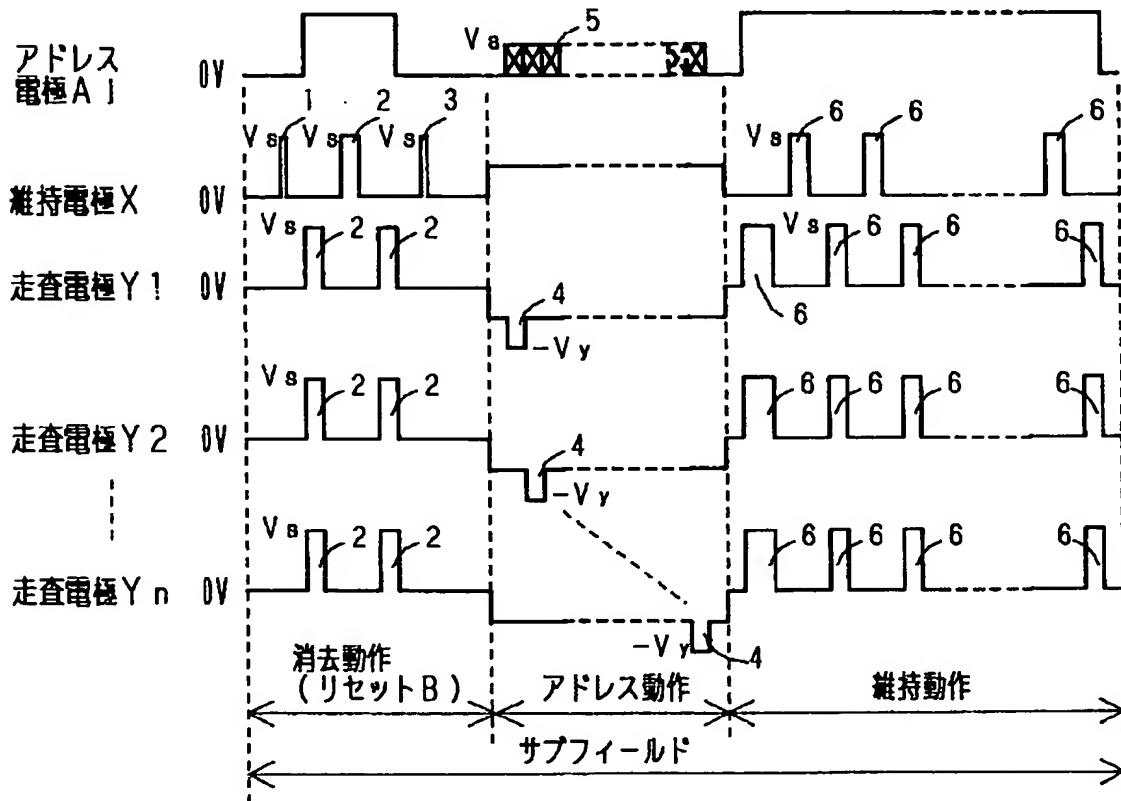 アドレス
電極Aj 0V Vs 5
1 2 3 6 6 6
Vs Vs Vs Vs
維持電極X 0V
Vs 2 2 Vs 6 6 6
走査電極Y1 0V
4 6
-Vy
Vs 2 2 6 6 6 6
走査電極Y2 0V
4
-Vy
Vs 2 2 6 6 6 6
走査電極Yn 0V
-Vy 4
消去動作
(リセットB) アドレス動作 維持動作
サブフィールド